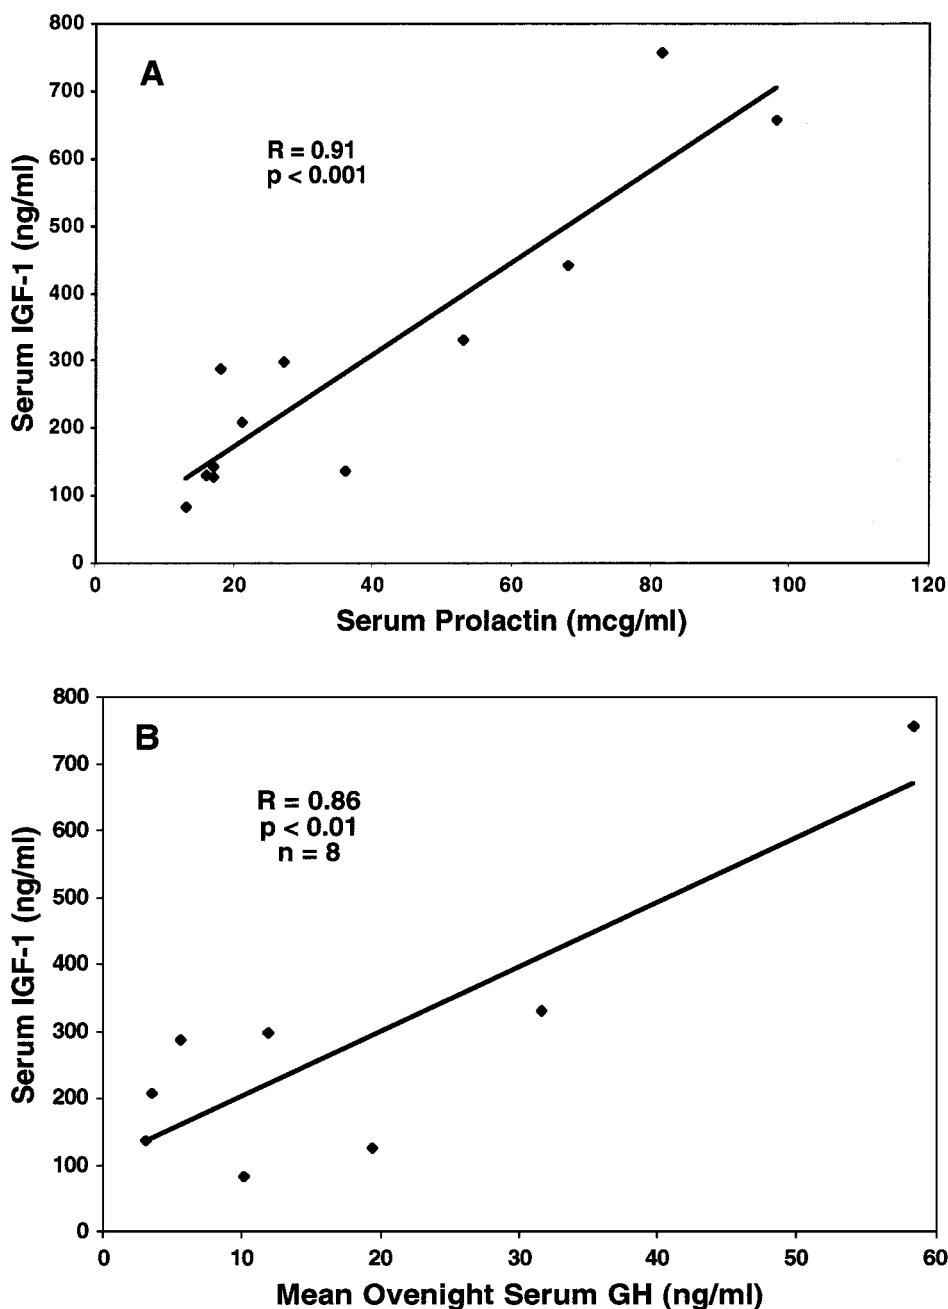 800
A
700
R = 0.91
p < 0.001
600
500
400
300
200
100
0
Serum IGF-1 (ng/ml)
0 20 40 60 80 100 120
Serum Prolactin (mcg/ml)
800
B
700
R = 0.86
p < 0.01
n = 8
600
500
400
300
200
100
0
Serum IGF-1 (ng/ml)
0 10 20 30 40 50 60
Mean Ovenight Serum GH (ng/ml)